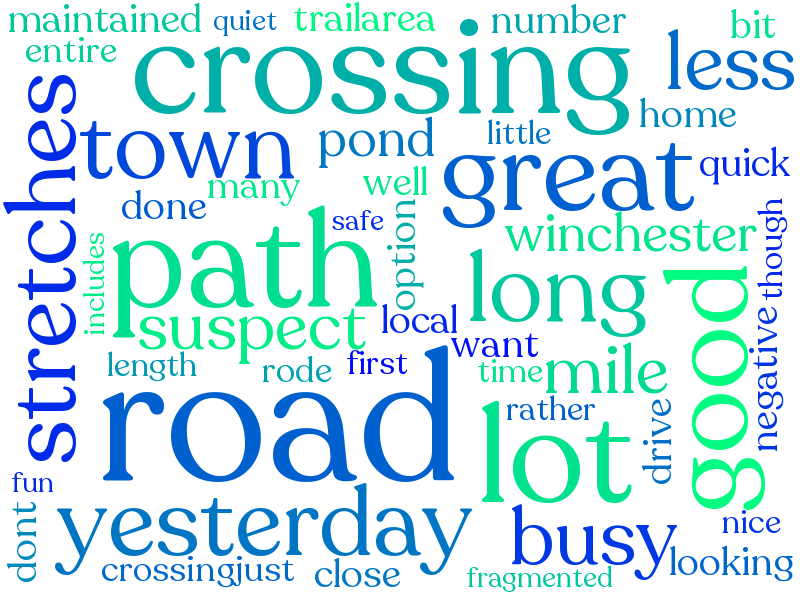 maintained quiet trailarea number bit
entire crossing less
home
stretches town pond little great quick
done many well
safe
includes path option winchester though
suspect local long good
length rode first want mile negative
time
road lot rather drive
fun
dont yesterday busy nice
crossingjust close looking
fragmented